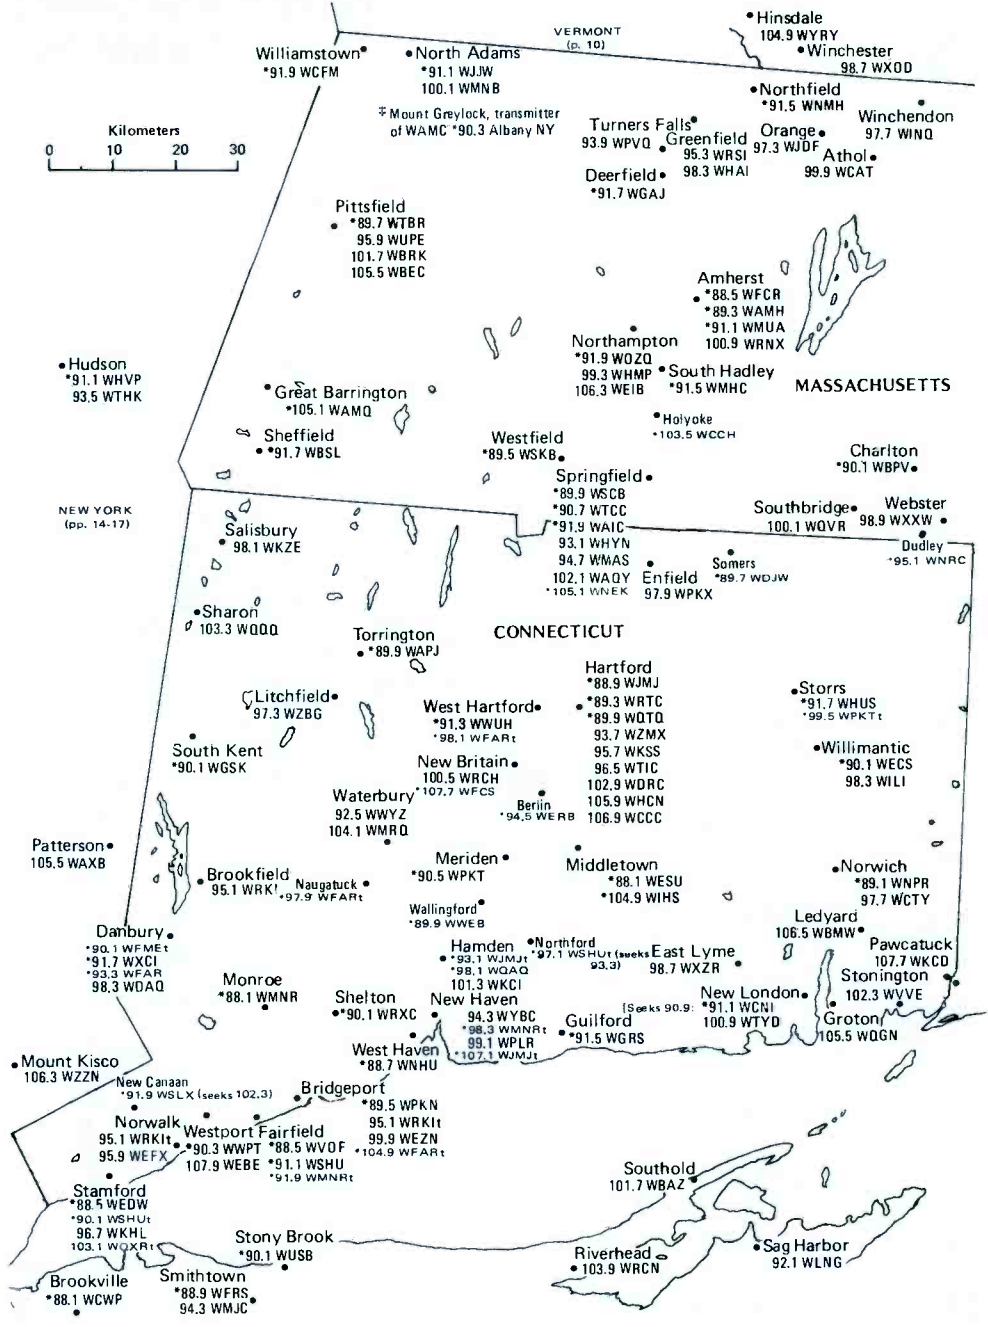 Hinsdale
104.9 WYRY
VERMONT
(p. 10)
Winchester
98.7 WXOD
Williamstown
*91.9 WCFM
North Adams
*91.1 WJJW
100.1 WMNB
Northfield
*91.5 WNMH
Winchendon
97.7 WINQ
‡ Mount Greylock, transmitter
of WAMC *90.3 Albany NY
Kilometers
0 10 20 30
Turners Falls
93.9 WPVQ
Greenfield
95.3 WRSI
98.3 WHAI
Orange
97.3 WJDF
Athol
99.9 WCAT
Deerfield
*91.7 WGAJ
Pittsfield
*89.7 WTBR
95.9 WUPE
101.7 WBRK
105.5 WBEC
Amherst
*88.5 WFCR
*89.3 WAMH
*91.1 WMUA
100.9 WRNX
Northampton
*91.9 WOZQ
99.3 WHMP
106.3 WEIB
South Hadley
*91.5 WMHC
MASSACHUSETTS
Hudson
*91.1 WHVP
93.5 WTHK
Great Barrington
*105.1 WAMQ
Holyoke
*103.5 WCCH
Sheffield
*91.7 WBSL
Westfield
*89.5 WSKB
Charlton
*90.1 WBPV
Springfield
*89.9 WSCB
*90.7 WTCC
*91.9 WAIC
93.1 WHYN
94.7 WMAS
102.1 WAQY
*105.1 WNEK
Southbridge
100.1 WQVR
Webster
98.9 WXXW
Dudley
*95.1 WNRC
NEW YORK
(pp. 14-17)
Salisbury
98.1 WKZE
Enfield
97.9 WPKX
Somers
*89.7 WDJW
Sharon
103.3 WQQQ
CONNECTICUT
Torrington
*89.9 WAPJ
Hartford
*88.9 WJMJ
*89.3 WRTC
*89.9 WQTQ
93.7 WZMX
95.7 WKSS
96.5 WTIC
102.9 WDRC
105.9 WHCN
106.9 WCCC
Storrs
*91.7 WHUS
*99.5 WPKTt
Litchfield
97.3 WZBG
West Hartford
*91.3 WWUH
*98.1 WFARt
South Kent
*90.1 WGSK
Willimantic
*90.1 WECS
98.3 WILI
New Britain
100.5 WRCH
*107.7 WFCS
Waterbury
92.5 WWYZ
104.1 WMRQ
Berlin
*94.5 WERB
Patterson
105.5 WAXB
Meriden
*90.5 WPKT
Middletown
*88.1 WESU
*104.9 WIHS
Norwich
*89.1 WNPR
97.7 WCTY
Brookfield
95.1 WRKI
Naugatuck
*97.9 WFARt
Wallingford
*89.9 WWEB
Ledyard
106.5 WBMW
Danbury
*90.1 WFMEt
*91.7 WXCI
*93.3 WFAR
98.3 WDAQ
Hamden
*93.1 WJMJt
*98.1 WQAQ
101.3 WKCI
Northford
*97.1 WSHUt (seeks
93.3)
East Lyme
98.7 WXZR
Pawcatuck
107.7 WKCD
Stonington
102.3 WVVE
Monroe
*88.1 WMNR
Shelton
*90.1 WRXC
New Haven
94.3 WYBC
*98.3 WMNRt
99.1 WPLR
*107.1 WJMJt
(Seeks 90.9:
New London
*91.1 WCNI
100.9 WTYD
Guilford
*91.5 WGRS
Groton
105.5 WQGN
West Haven
*88.7 WNHU
Mount Kisco
106.3 WZZN
New Canaan
*91.9 WSLX (seeks 102.3)
Bridgeport
*89.5 WPKN
95.1 WRKIt
99.9 WEZN
*104.9 WFARt
Norwalk
95.1 WRKIt
95.9 WEFX
Westport
*90.3 WWPT
107.9 WEBE
Fairfield
*88.5 WVOF
*91.1 WSHU
*91.9 WMNRt
Southold
101.7 WBAZ
Stamford
*88.5 WEDW
*90.1 WSHUt
96.7 WKHL
103.1 WQXRt
Stony Brook
*90.1 WUSB
Riverhead
103.9 WRCN
Sag Harbor
92.1 WLNG
Brookville
*88.1 WCWP
Smithtown
*88.9 WFRS
94.3 WMJC